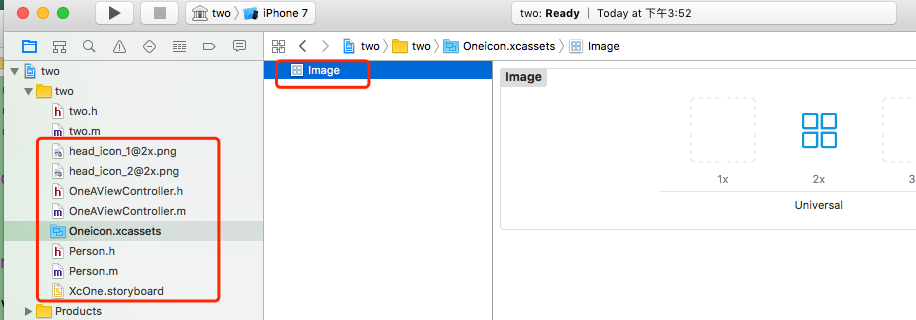 two iPhone 7 two: Ready | Today at 下午3:52
two two Oneicon.xcassets Image
two
two
two.h
two.m
head_icon_1@2x.png
head_icon_2@2x.png
OneAViewController.h
OneAViewController.m
Oneicon.xcassets
Person.h
Person.m
XcOne.storyboard
Products
Image
Image
1x 2x 3
Universal